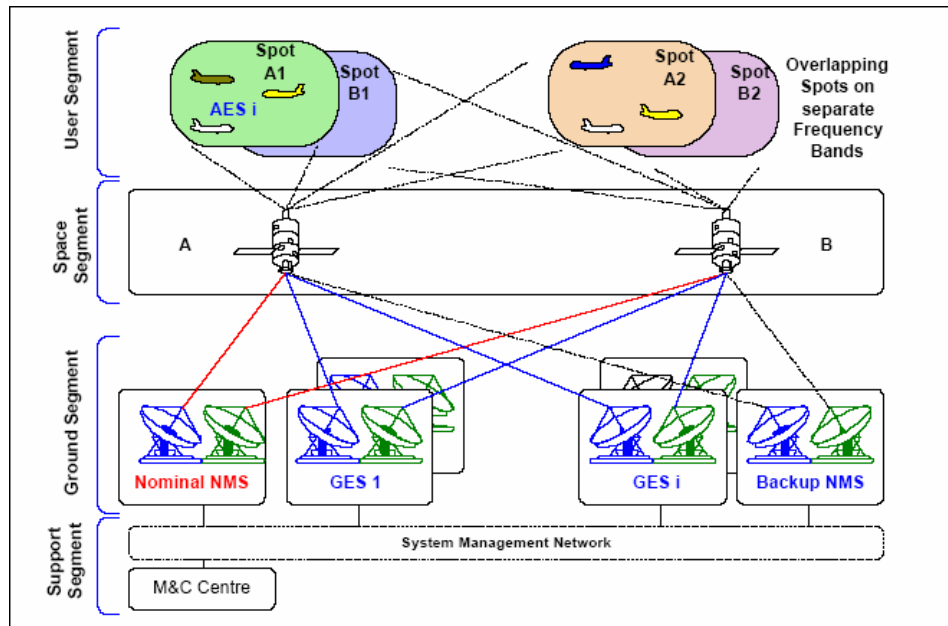 User Segment
Spot
A1
AES i
Spot
B1
Spot
A2
Spot
B2
Overlapping
Spots on
separate
Frequency
Bands
Space
Segment
A
B
Ground Segment
Nominal NMS
GES 1
GES i
Backup NMS
Support
Segment
System Management Network
M&C Centre